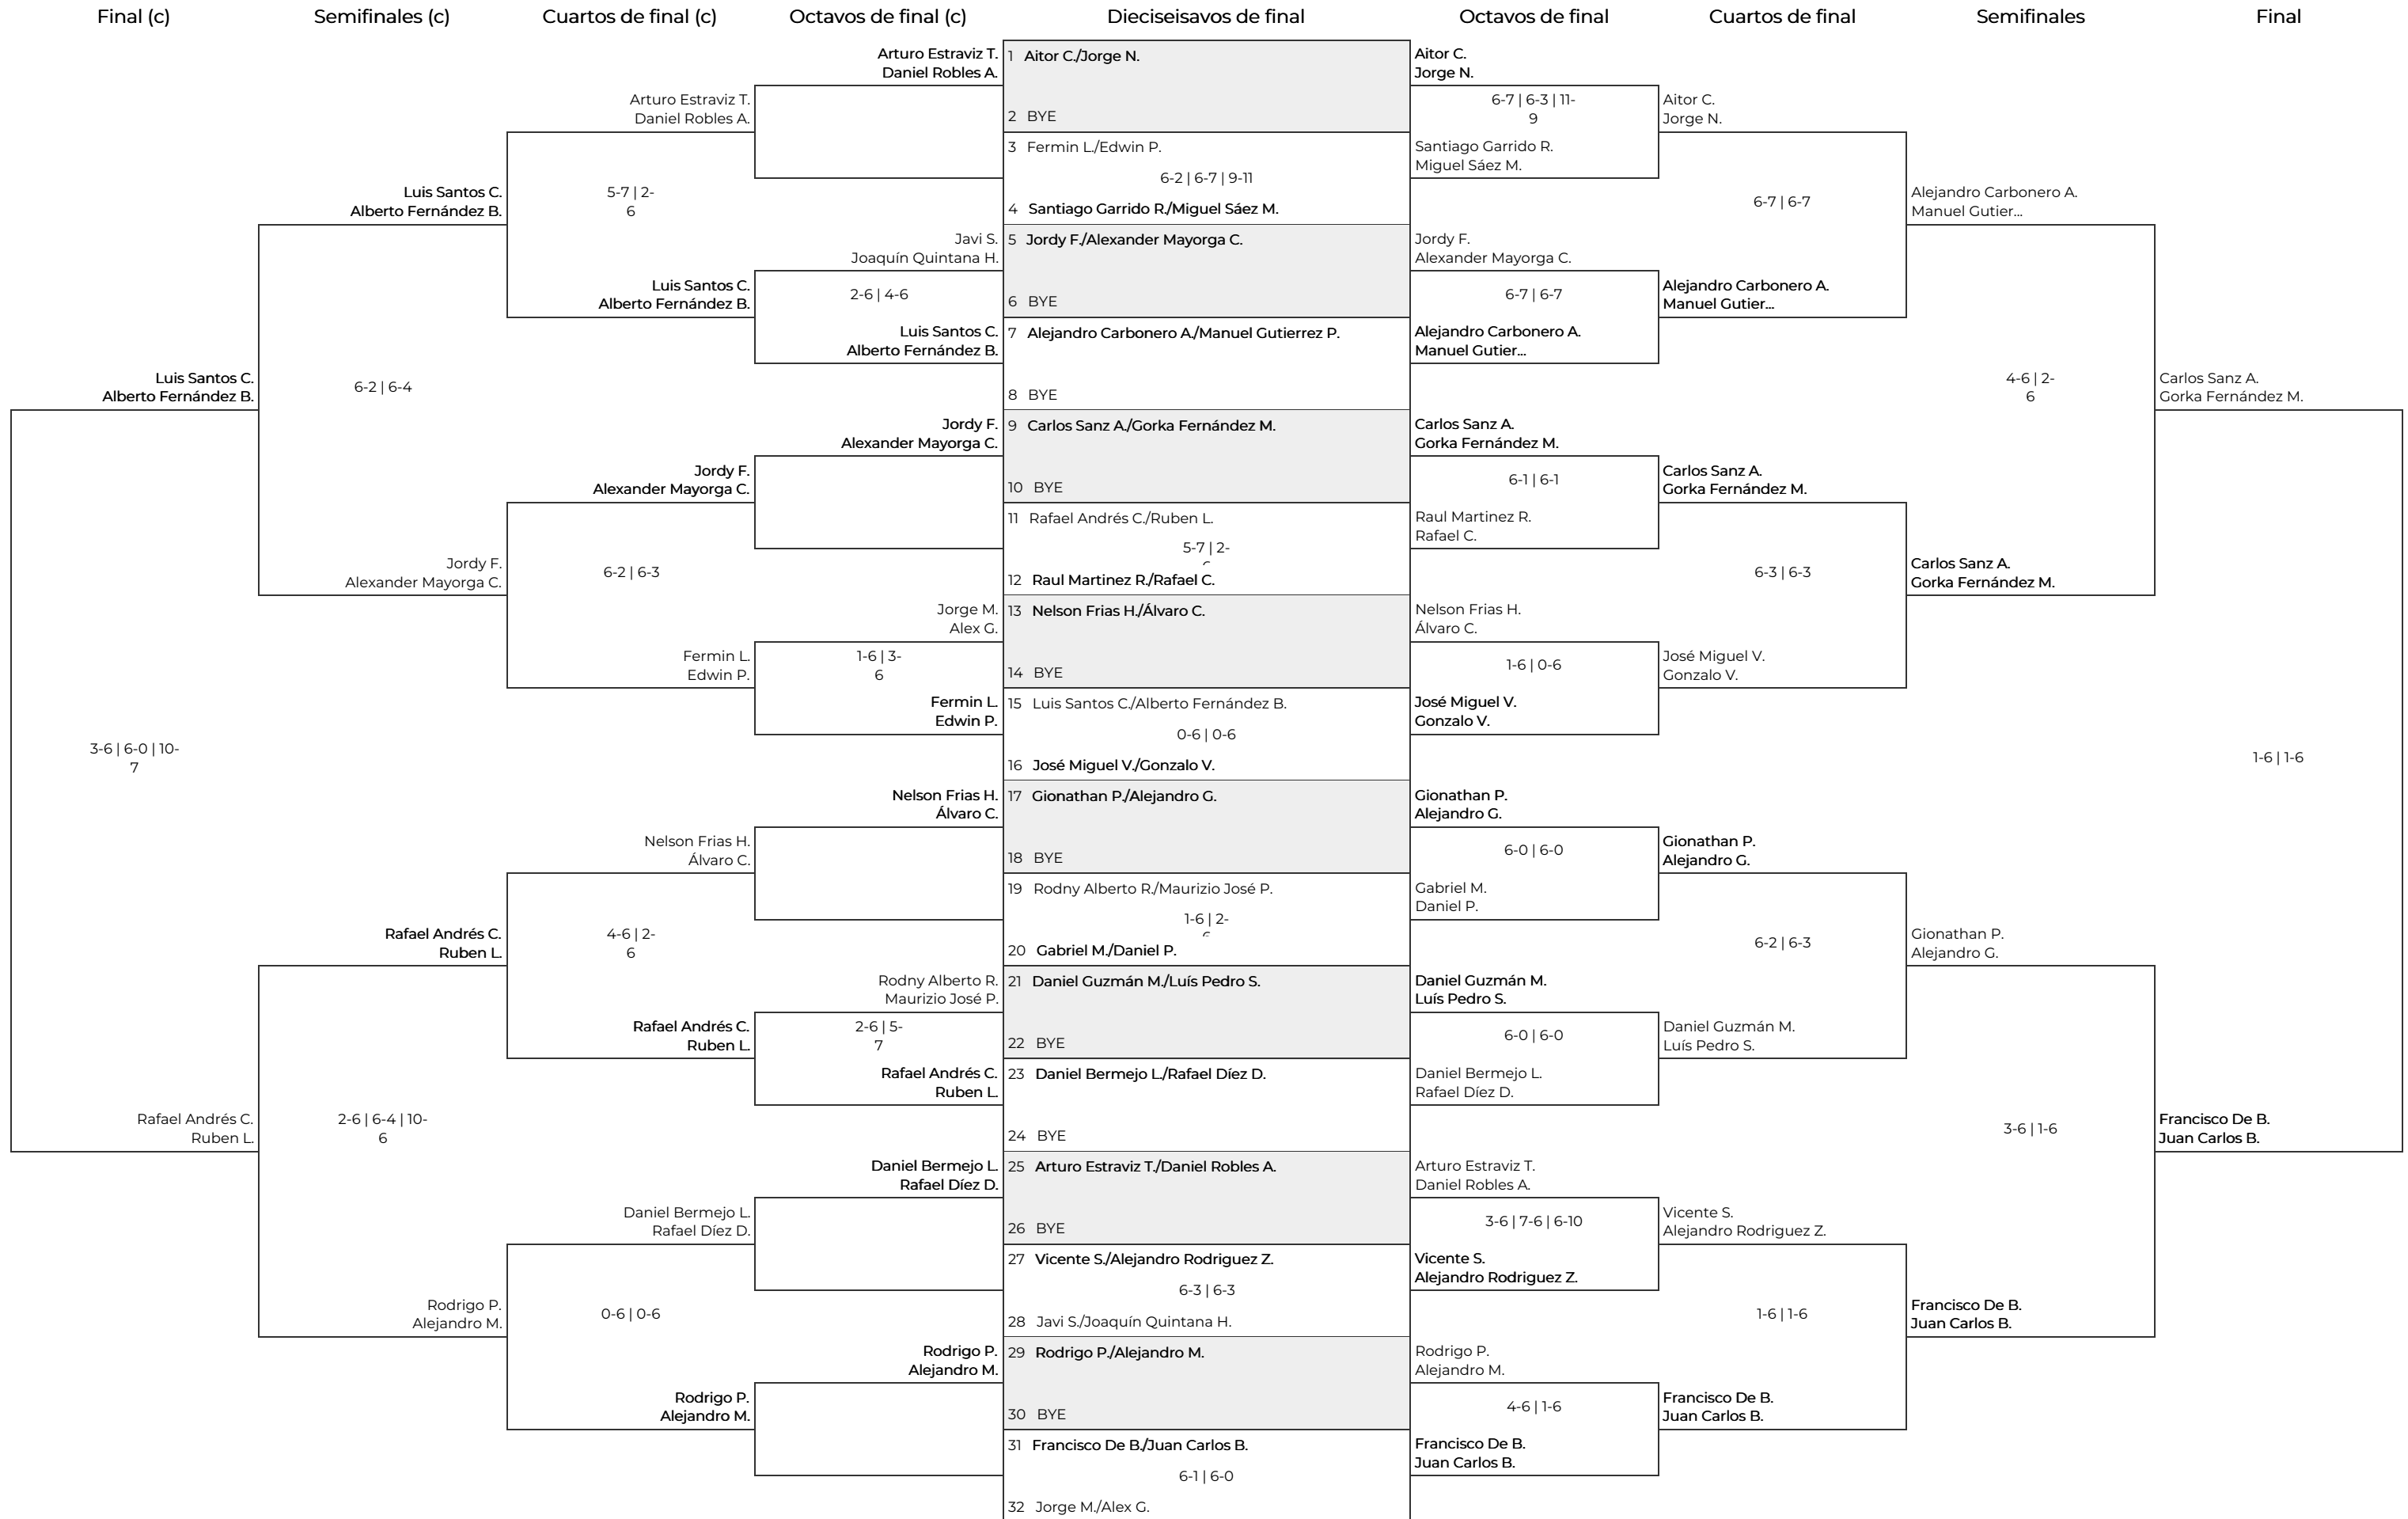 Final (c)
Semifinales (c)
Cuartos de final (c)
Octavos de final (c)
Dieciseisavos de final
Octavos de final
Cuartos de final
Semifinales
Final
Luis Santos C.
Alberto Fernández B.
3-6 | 6-0 | 10-
7
Rafael Andrés C.
Ruben L.
Luis Santos C.
Alberto Fernández B.
6-2 | 6-4
Jordy F.
Alexander Mayorga C.
Rafael Andrés C.
Ruben L.
2-6 | 6-4 | 10-
6
Rodrigo P.
Alejandro M.
Arturo Estraviz T.
Daniel Robles A.
5-7 | 2-
6
Luis Santos C.
Alberto Fernández B.
Jordy F.
Alexander Mayorga C.
6-2 | 6-3
Fermin L.
Edwin P.
Nelson Frias H.
Álvaro C.
4-6 | 2-
6
Rafael Andrés C.
Ruben L.
Daniel Bermejo L.
Rafael Díez D.
0-6 | 0-6
Rodrigo P.
Alejandro M.
Arturo Estraviz T.
Daniel Robles A.
Javi S.
Joaquín Quintana H.
2-6 | 4-6
Luis Santos C.
Alberto Fernández B.
Jordy F.
Alexander Mayorga C.
Jorge M.
Alex G.
1-6 | 3-
6
Fermin L.
Edwin P.
Nelson Frias H.
Álvaro C.
Rodny Alberto R.
Maurizio José P.
2-6 | 5-
7
Rafael Andrés C.
Ruben L.
Daniel Bermejo L.
Rafael Díez D.
Rodrigo P.
Alejandro M.
1 Aitor C./Jorge N.
2 BYE
3 Fermin L./Edwin P.
6-2 | 6-7 | 9-11
4 Santiago Garrido R./Miguel Sáez M.
5 Jordy F./Alexander Mayorga C.
6 BYE
7 Alejandro Carbonero A./Manuel Gutierrez P.
8 BYE
9 Carlos Sanz A./Gorka Fernández M.
10 BYE
11 Rafael Andrés C./Ruben L.
5-7 | 2-
12 Raul Martinez R./Rafael C.
13 Nelson Frias H./Álvaro C.
14 BYE
15 Luis Santos C./Alberto Fernández B.
0-6 | 0-6
16 José Miguel V./Gonzalo V.
17 Gionathan P./Alejandro G.
18 BYE
19 Rodny Alberto R./Maurizio José P.
1-6 | 2-
20 Gabriel M./Daniel P.
21 Daniel Guzmán M./Luís Pedro S.
22 BYE
23 Daniel Bermejo L./Rafael Díez D.
24 BYE
25 Arturo Estraviz T./Daniel Robles A.
26 BYE
27 Vicente S./Alejandro Rodriguez Z.
6-3 | 6-3
28 Javi S./Joaquín Quintana H.
29 Rodrigo P./Alejandro M.
30 BYE
31 Francisco De B./Juan Carlos B.
6-1 | 6-0
32 Jorge M./Alex G.
Aitor C.
Jorge N.
6-7 | 6-3 | 11-
9
Santiago Garrido R.
Miguel Sáez M.
Jordy F.
Alexander Mayorga C.
6-7 | 6-7
Alejandro Carbonero A.
Manuel Gutier...
Carlos Sanz A.
Gorka Fernández M.
6-1 | 6-1
Raul Martinez R.
Rafael C.
Nelson Frias H.
Álvaro C.
1-6 | 0-6
José Miguel V.
Gonzalo V.
Gionathan P.
Alejandro G.
6-0 | 6-0
Gabriel M.
Daniel P.
Daniel Guzmán M.
Luís Pedro S.
6-0 | 6-0
Daniel Bermejo L.
Rafael Díez D.
Arturo Estraviz T.
Daniel Robles A.
3-6 | 7-6 | 6-10
Vicente S.
Alejandro Rodriguez Z.
Rodrigo P.
Alejandro M.
4-6 | 1-6
Francisco De B.
Juan Carlos B.
Aitor C.
Jorge N.
6-7 | 6-7
Alejandro Carbonero A.
Manuel Gutier...
Carlos Sanz A.
Gorka Fernández M.
6-3 | 6-3
José Miguel V.
Gonzalo V.
Gionathan P.
Alejandro G.
6-2 | 6-3
Daniel Guzmán M.
Luís Pedro S.
Vicente S.
Alejandro Rodriguez Z.
1-6 | 1-6
Francisco De B.
Juan Carlos B.
Alejandro Carbonero A.
Manuel Gutier...
4-6 | 2-
6
Carlos Sanz A.
Gorka Fernández M.
Gionathan P.
Alejandro G.
3-6 | 1-6
Francisco De B.
Juan Carlos B.
Carlos Sanz A.
Gorka Fernández M.
1-6 | 1-6
Francisco De B.
Juan Carlos B.